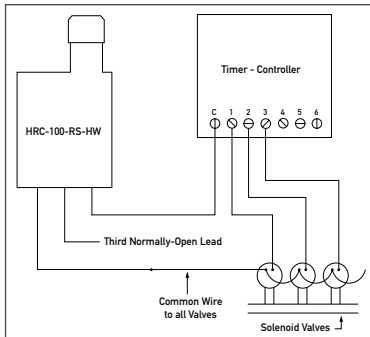 Timer - Controller
C 1 2 3 4 5 6
HRC-100-RS-HW
Third Normally-Open Lead
Common Wire
to all Valves
Solenoid Valves